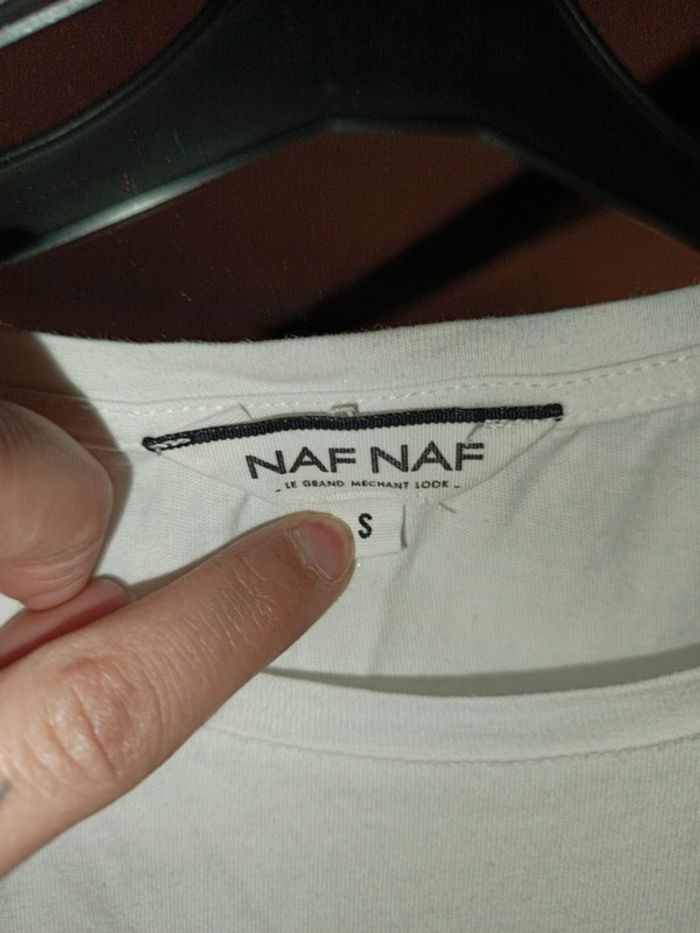 NAF NAF
- LE GRAND MECHANT LOOK -
S